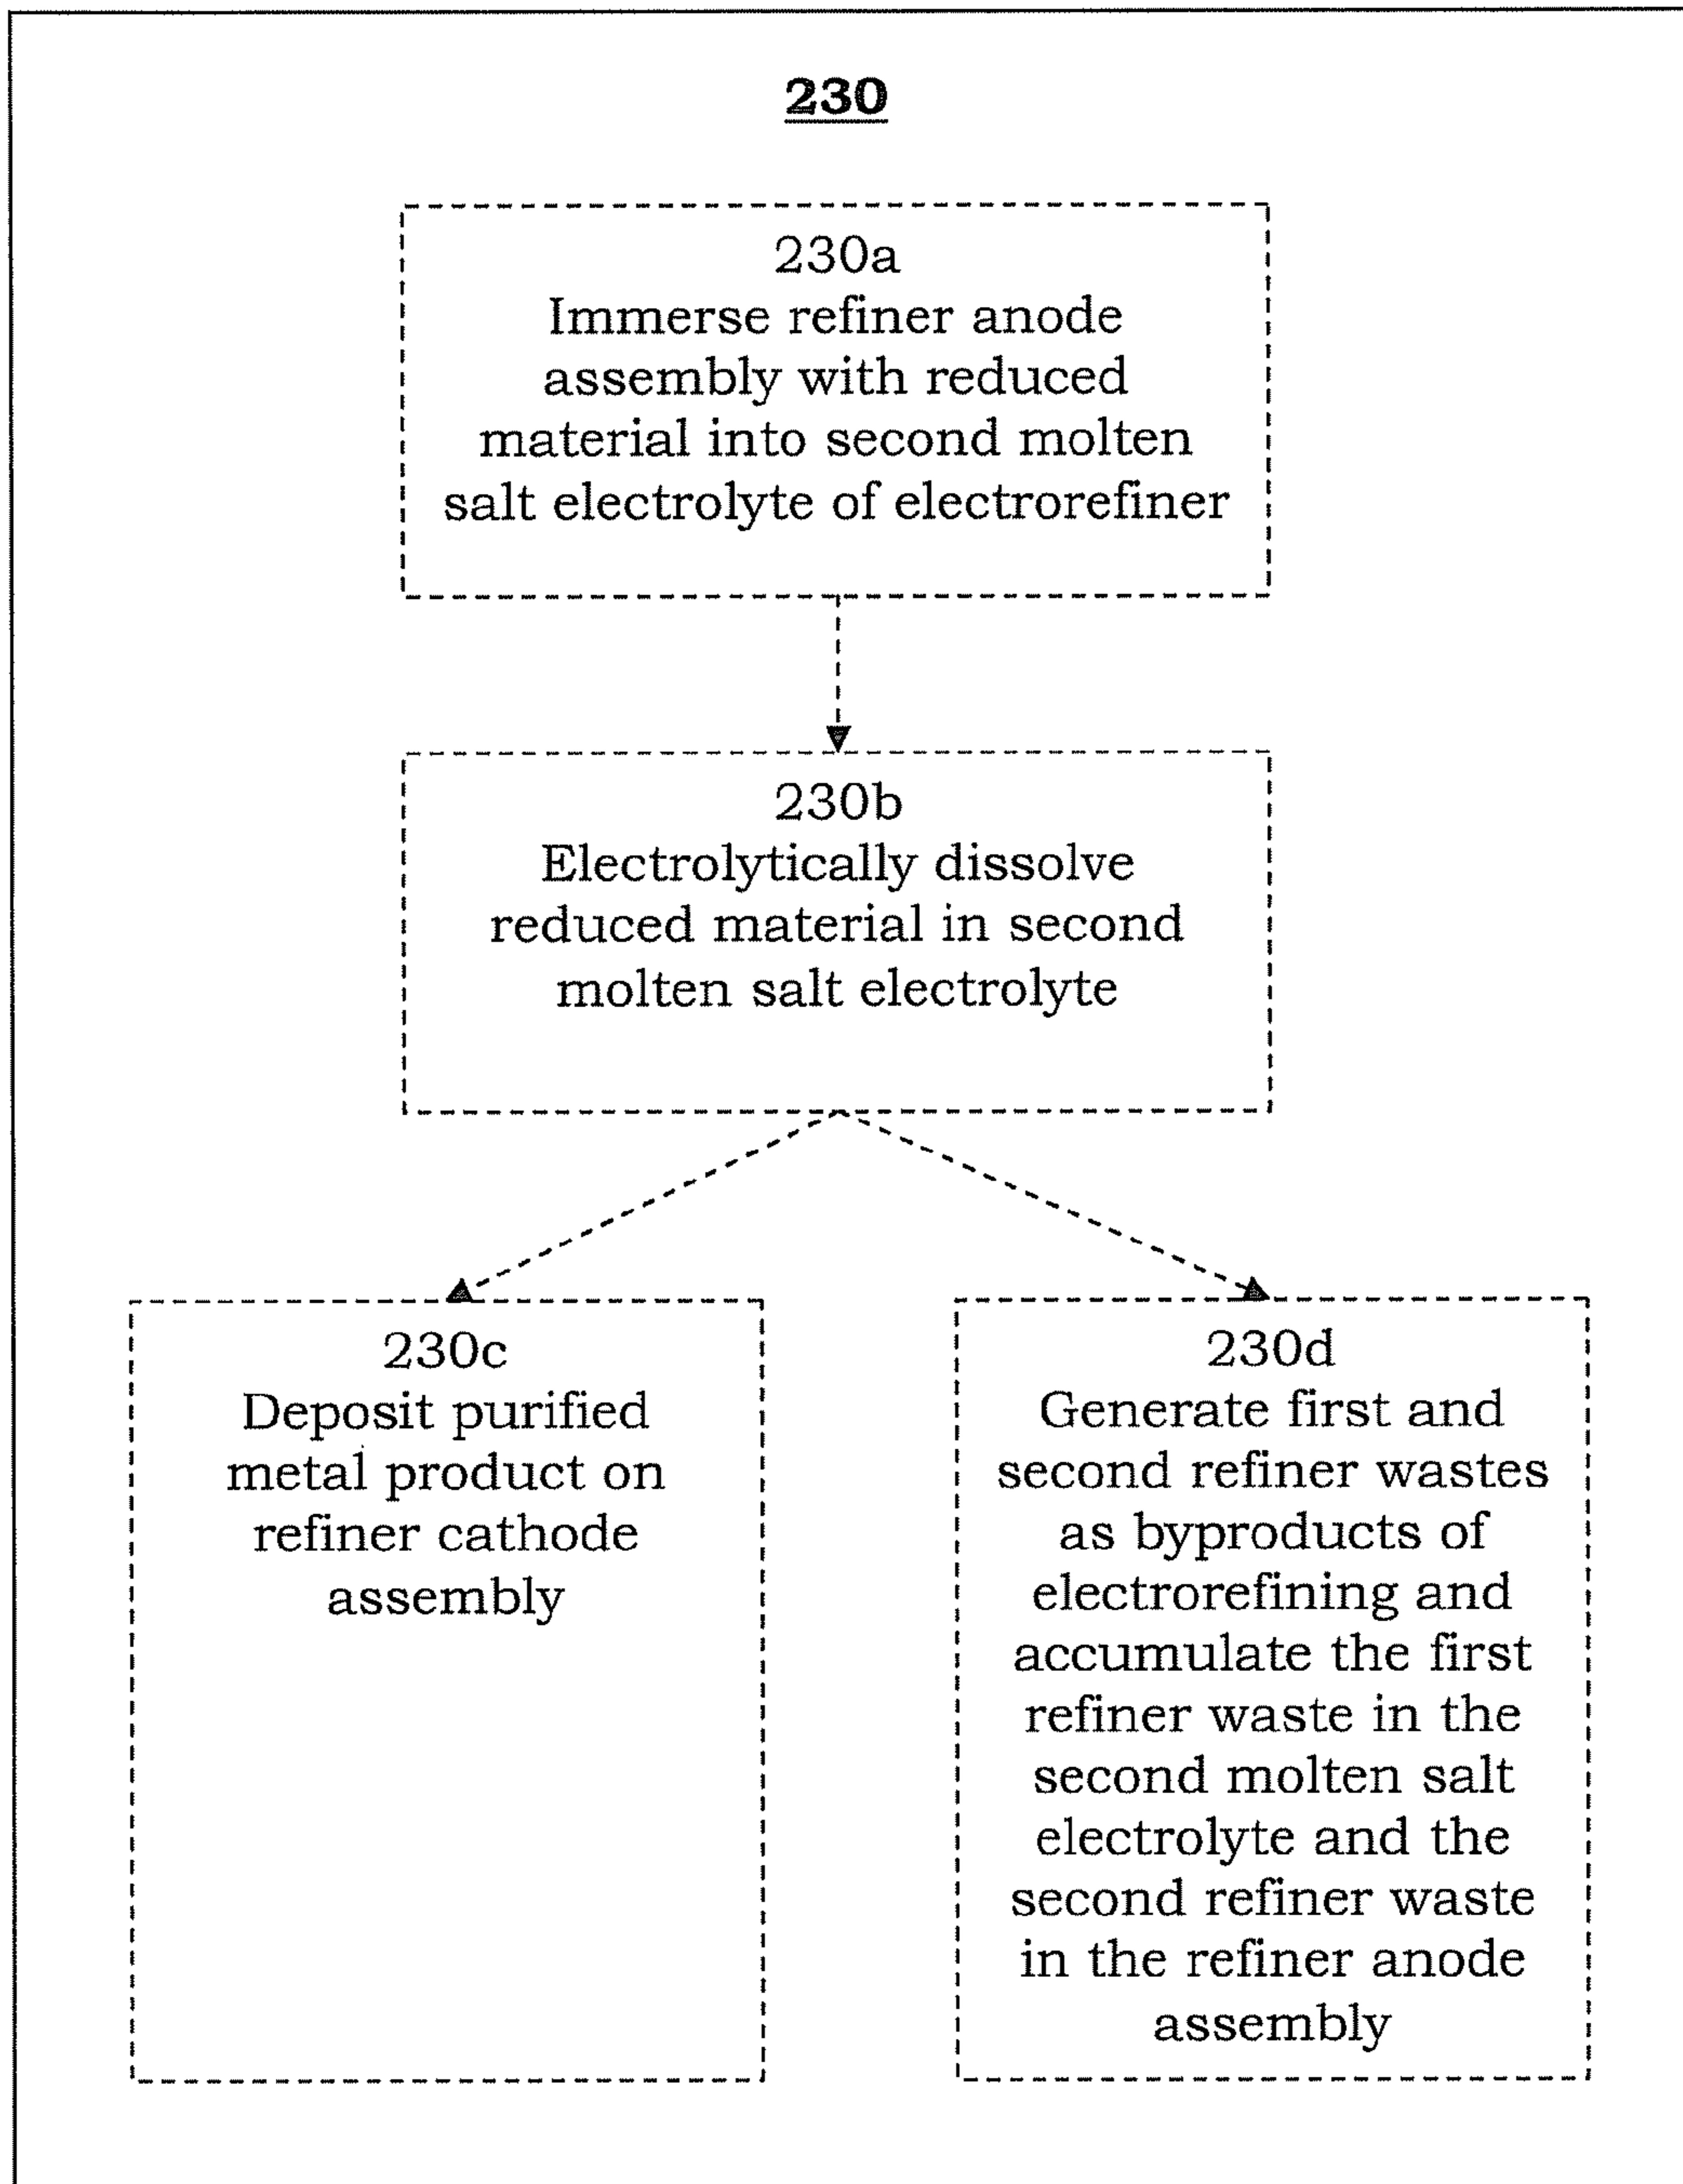 230
230a
Immerse refiner anode
assembly with reduced
material into second molten
salt electrolyte of electrorefiner
230b
Electrolytically dissolve
reduced material in second
molten salt electrolyte
230c
Deposit purified
metal product on
refiner cathode
assembly
230d
Generate first and
second refiner wastes
as byproducts of
electrorefining and
accumulate the first
refiner waste in the
second molten salt
electrolyte and the
second refiner waste
in the refiner anode
assembly